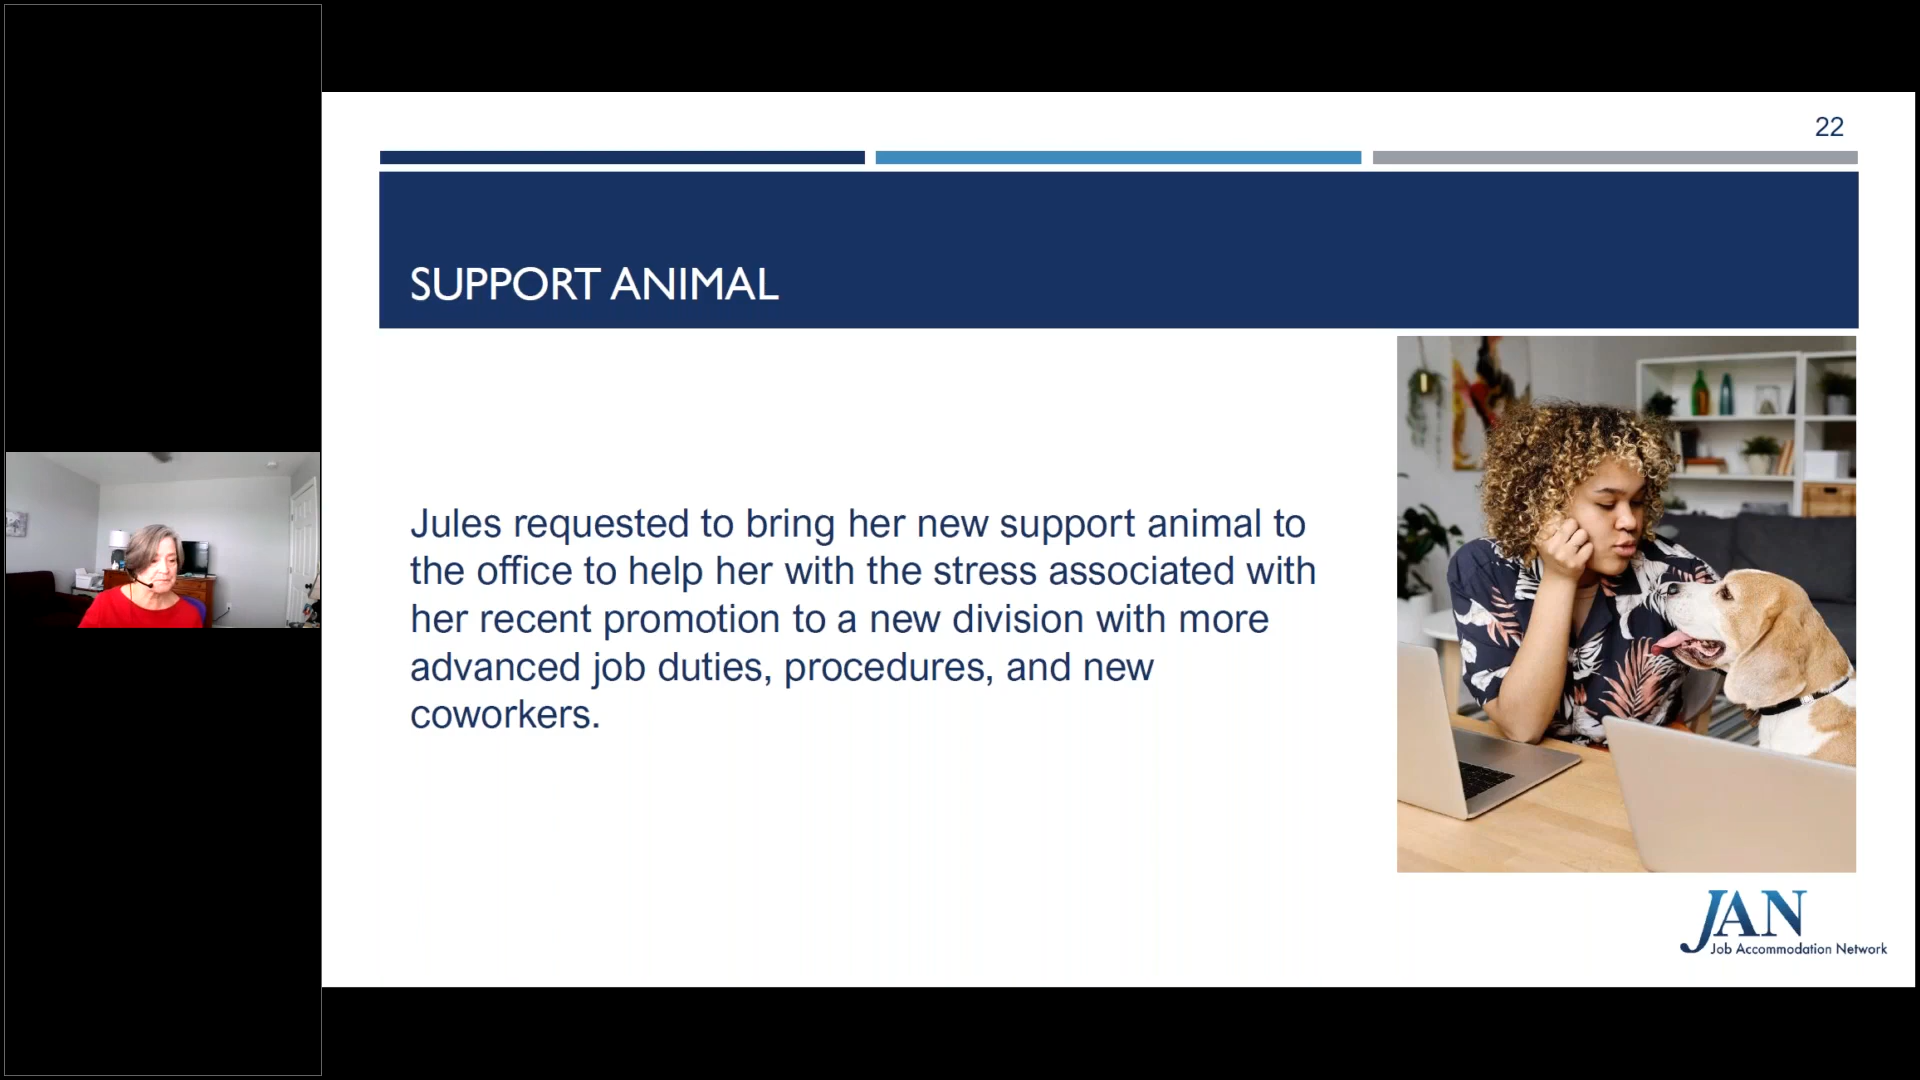 22
SUPPORT ANIMAL
Jules requested to bring her new support animal to
the office to help her with the stress associated with
her recent promotion to a new division with more
advanced job duties, procedures, and new
coworkers.
JAN
Job Accommodation Network